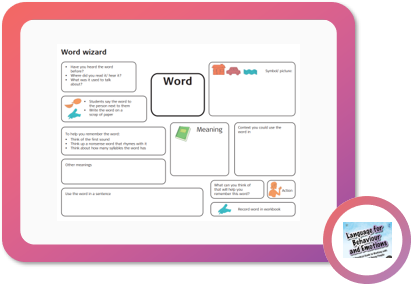 Word wizard
• Have you heard the word
before?
• Where did you read it/ hear it?
• What was it used to talk
about?
Word
Symbolic picture
• Students say the word to
the person next to them
• Write the word on a
scrap of paper
To help you remember the word:
• Think of the first sound
• Think up a nonsense word that rhymes with it
• Think about how many syllables the word has
Meaning
Context you could use the
word in
Other meanings
What can you think of
that will help you
remember this word?
Action
Use the word in a sentence
Record word in workbook
Language for
Behaviour
and Emotions